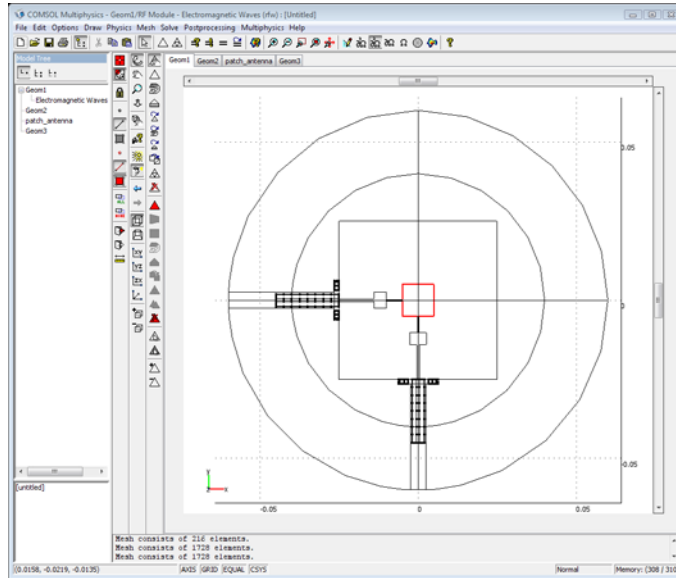 COMSOL Multiphysics - Geom1/RF Module - Electromagnetic Waves (rfw) : [Untitled]
File Edit Options Draw Physics Mesh Solve Postprocessing Multiphysics Help
Model Tree
Geom1
Electromagnetic Waves
Geom2
patch_antenna
Geom3
Geom1 Geom2 patch_antenna Geom3
0.05
0
-0.05
-0.05 0 0.05
y
z x
[untitled]
Mesh consists of 216 elements.
Mesh consists of 1728 elements.
Mesh consists of 1728 elements.
(0.0158, -0.0219, -0.0135) AXIS GRID EQUAL CSYS Normal Memory: (308 / 310